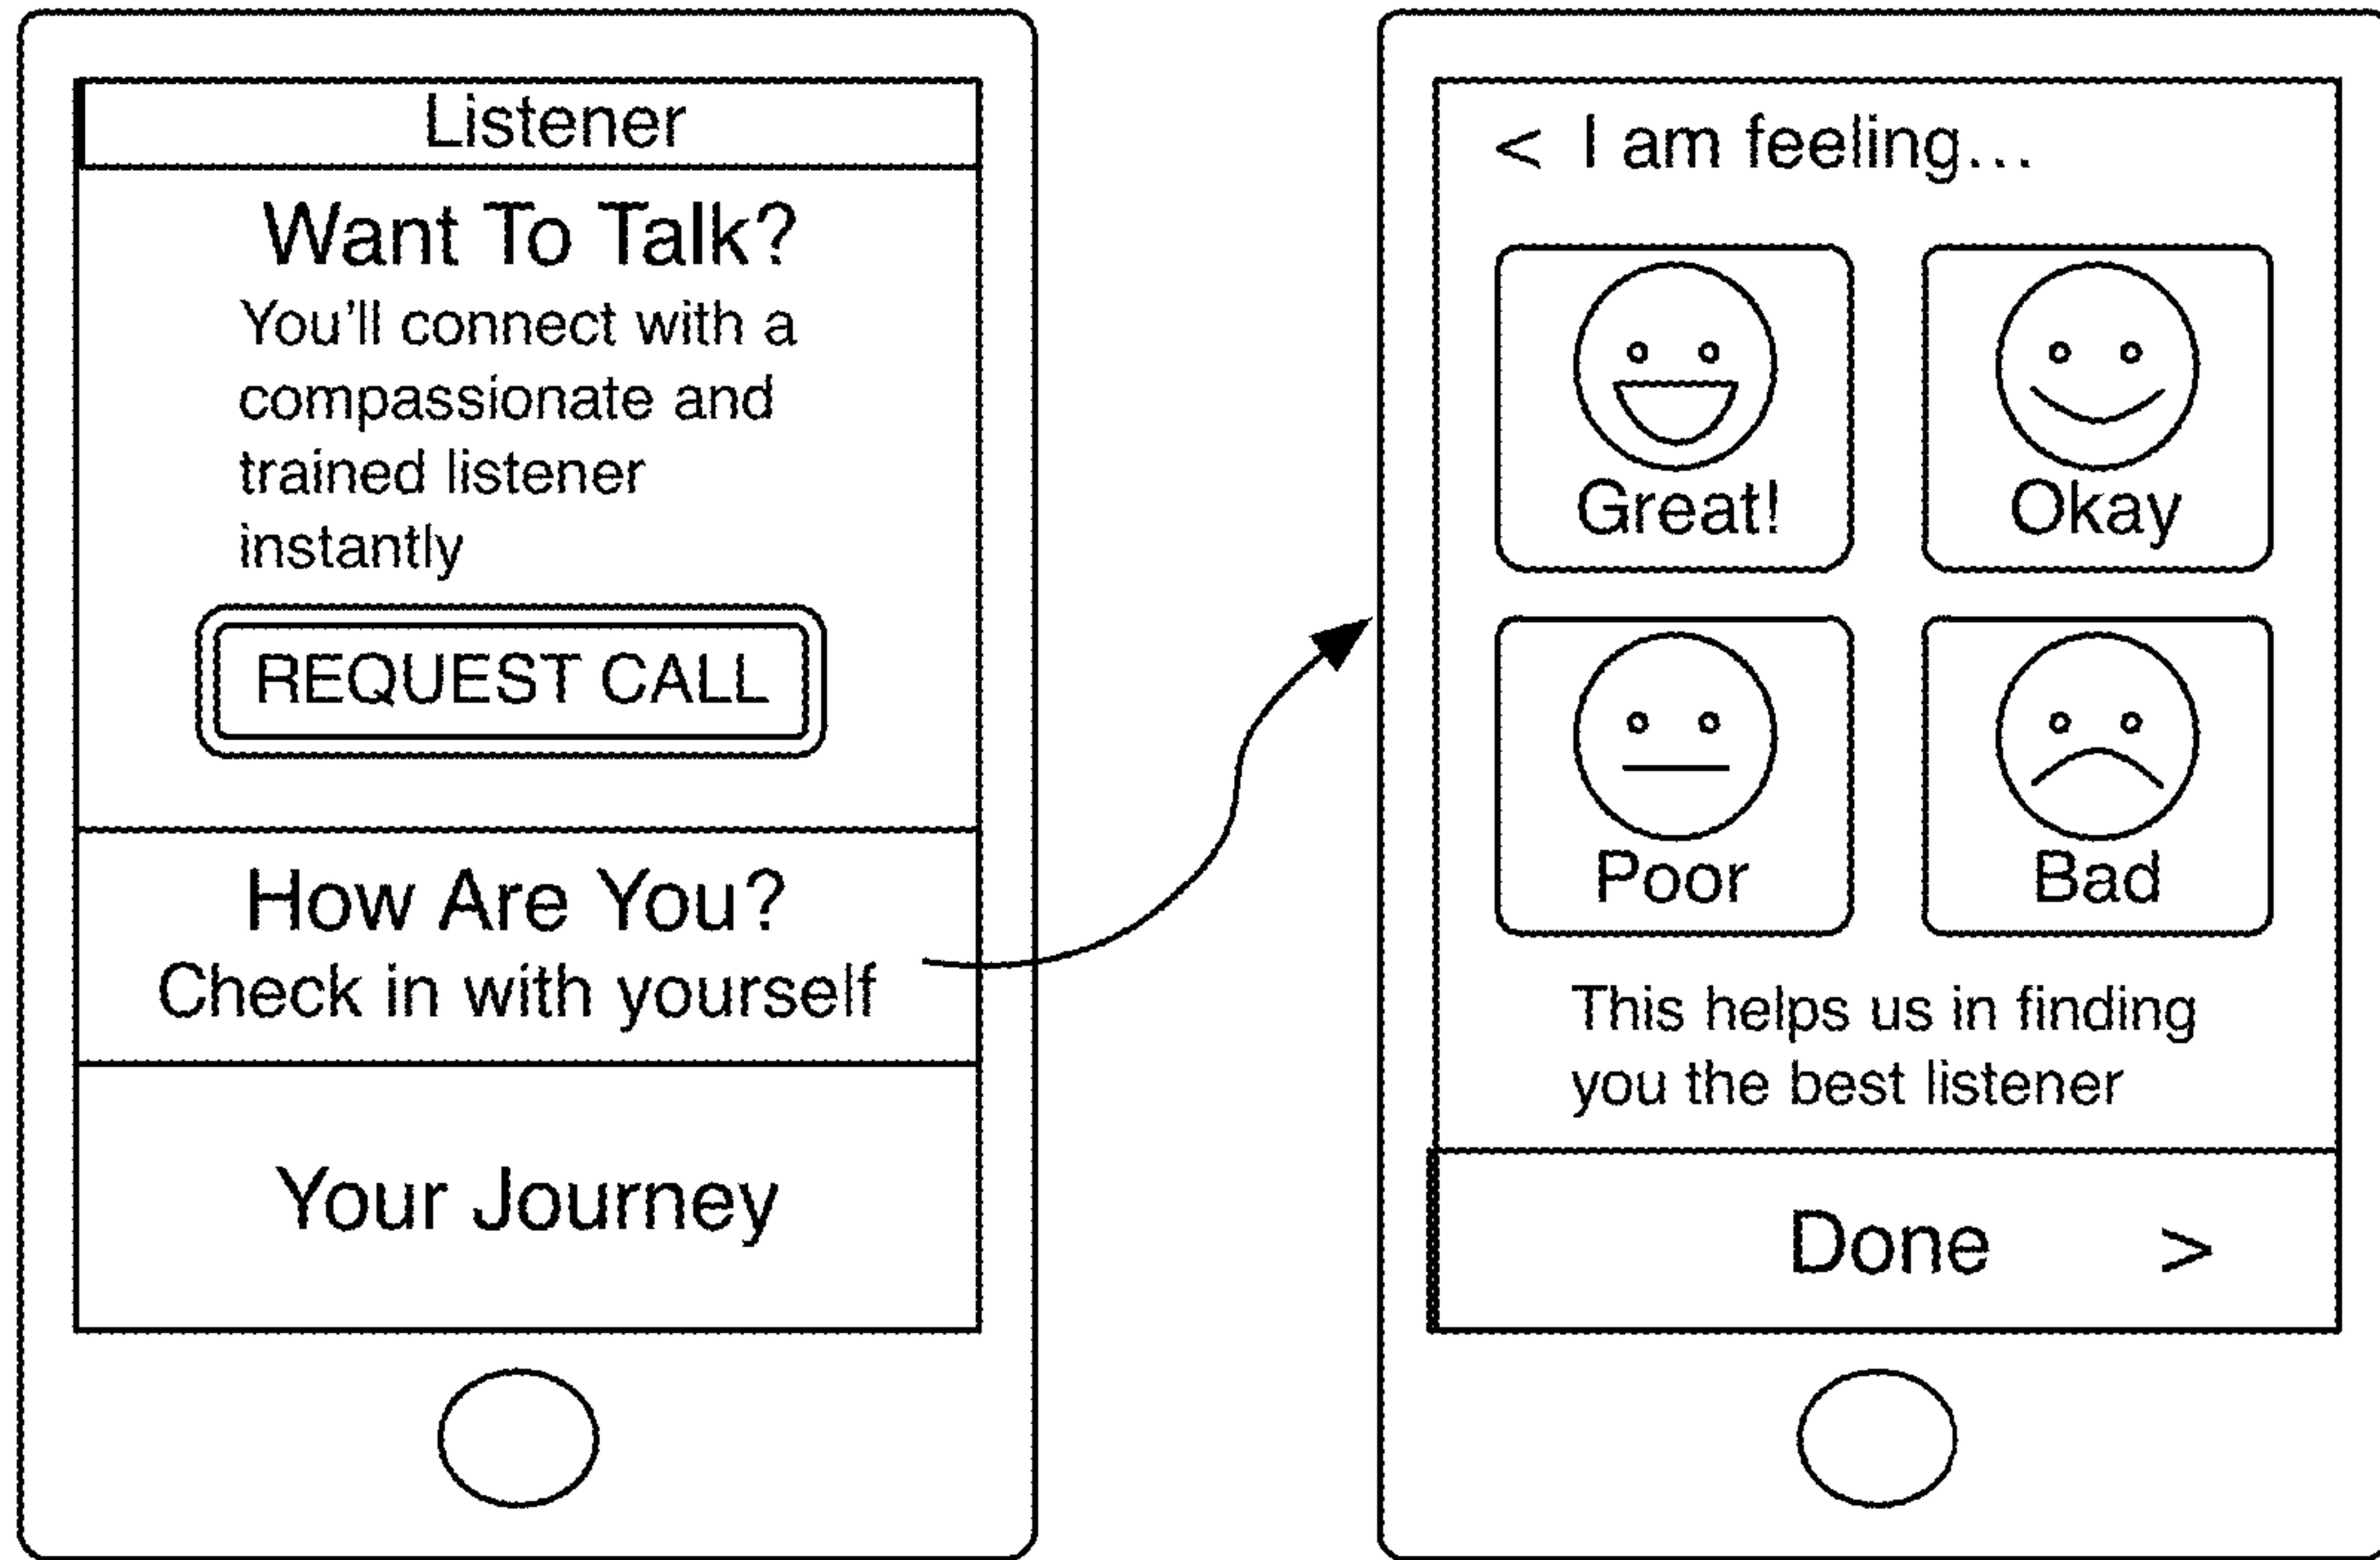 Listener
Want To Talk?
You'll connect with a
compassionate and
trained listener
instantly
REQUEST CALL
How Are You?
Check in with yourself
Your Journey
< I am feeling...
Great!
Okay
Poor
Bad
This helps us in finding
you the best listener
Done >